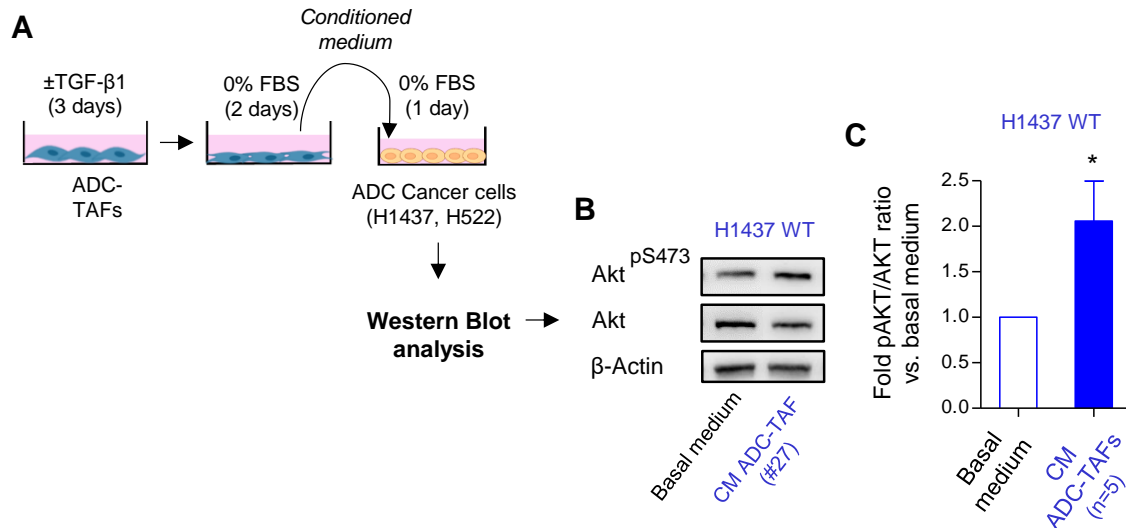 A
±TGF-β1
(3 days)
0% FBS
(2 days)
Conditioned
medium
0% FBS
(1 day)
ADC-
TAFs
ADC Cancer cells
(H1437, H522)
Western Blot
analysis
B
H1437 WT
Akt pS473
Akt
β-Actin
Basal medium
CM ADC-TAF
(#27)
C
H1437 WT
*
Fold pAKT/AKT ratio
vs. basal medium
2.5
2.0
1.5
1.0
0.5
0.0
Basal
medium
CM
ADC-TAFs
(n=5)